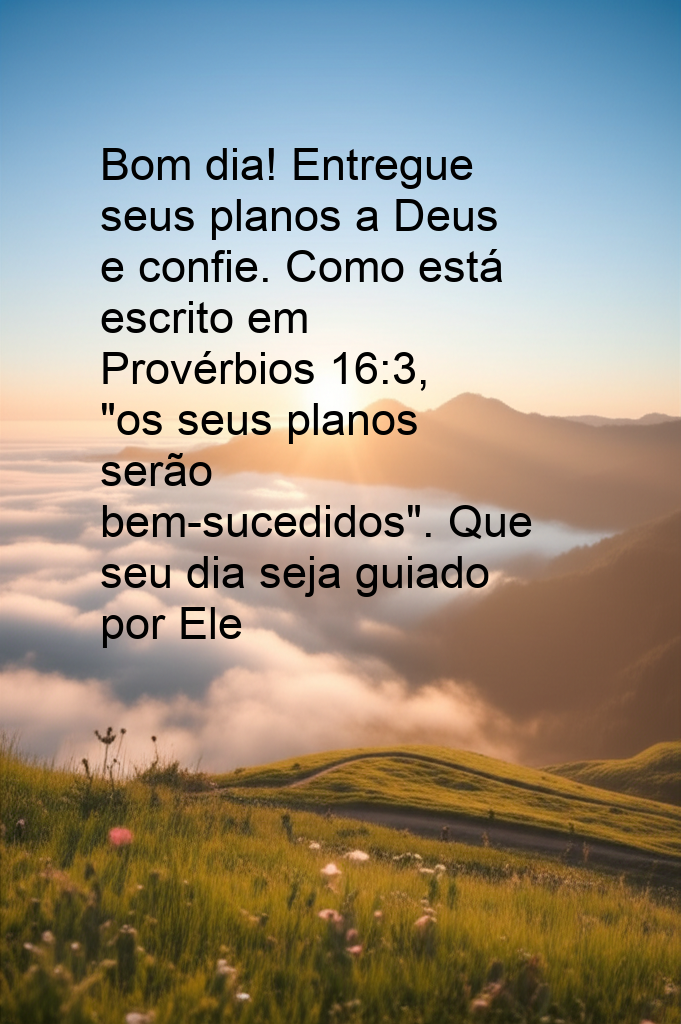 Bom dia! Entregue
seus planos a Deus
e confie. Como está
escrito em
Provérbios 16:3,
"os seus planos
serão
bem-sucedidos". Que
seu dia seja guiado
por Ele